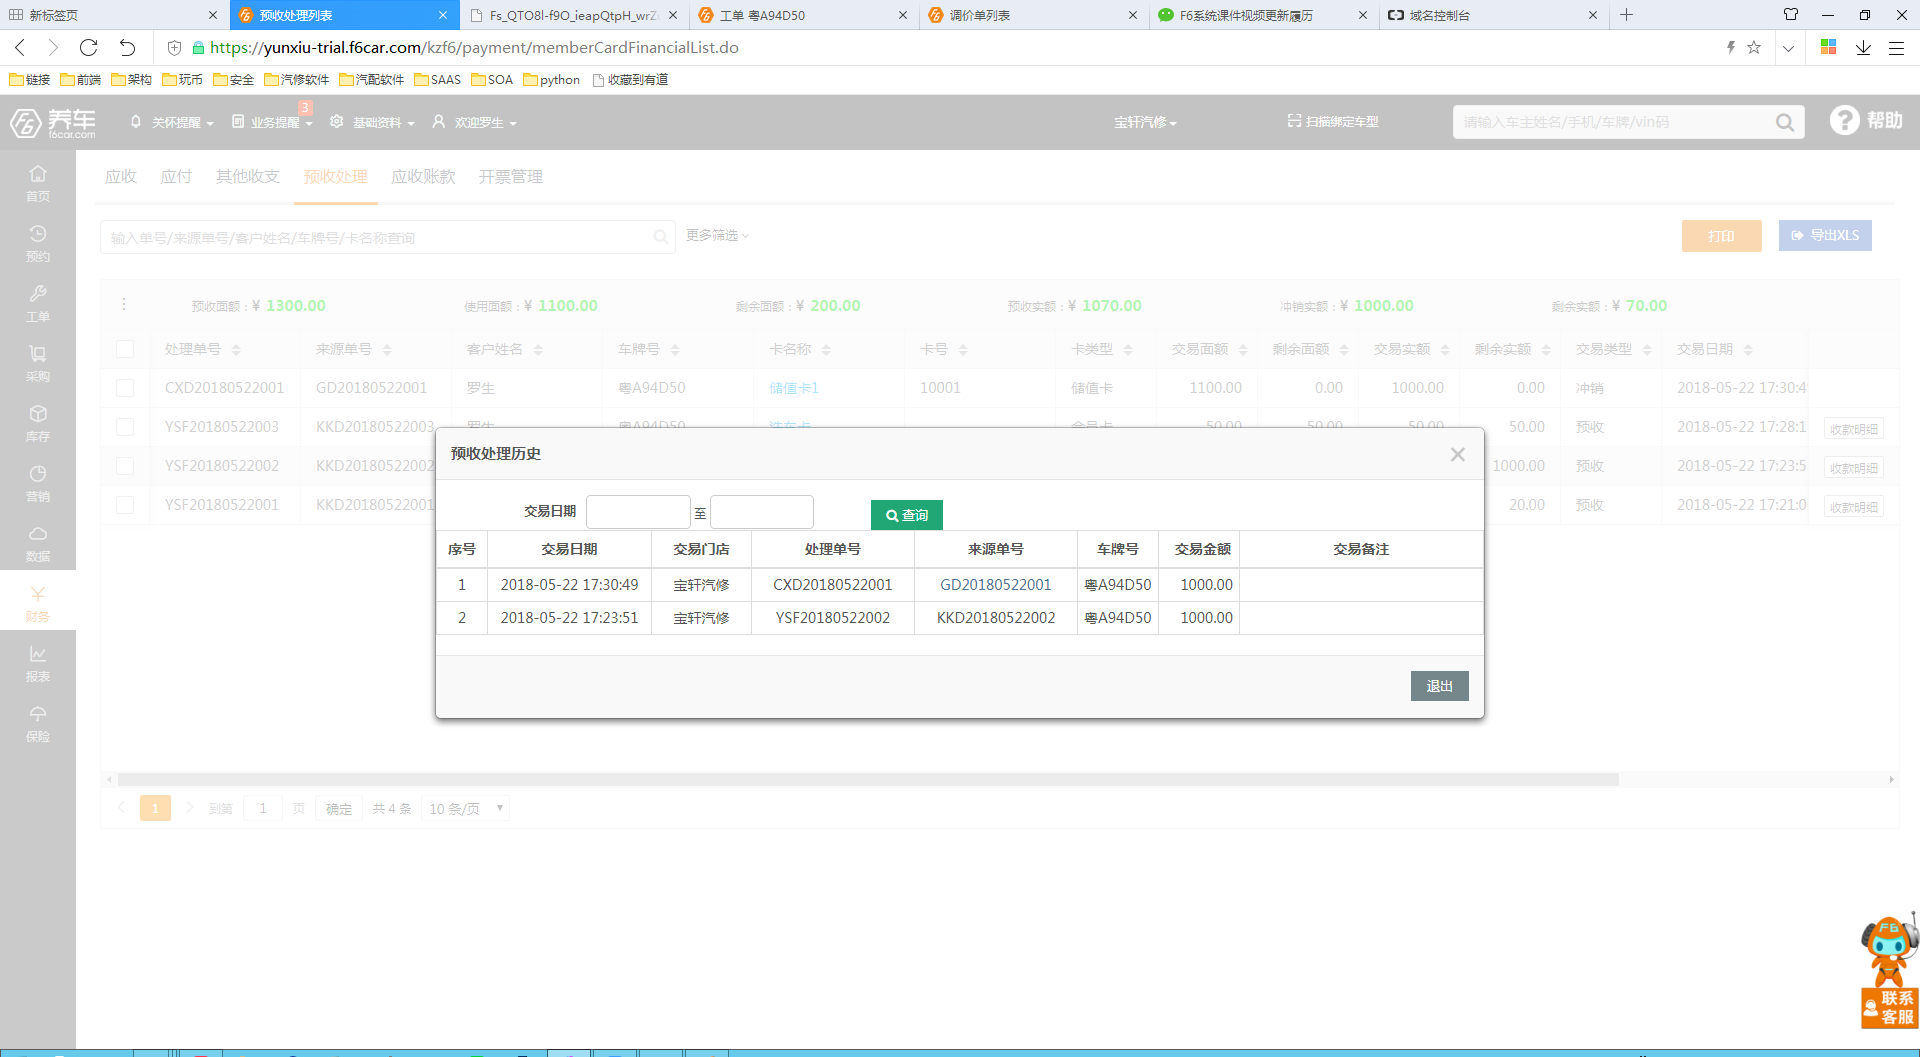 新标签页
预收处理列表
Fs_QTO8l-f9O_ieapQtpH_wrZ
工单 粤A94D50
调价单列表
F6系统课件视频更新履历
域名控制台
https://yunxiu-trial.f6car.com/kzf6/payment/memberCardFinancialList.do
链接 前端 架构 玩币 安全 汽修软件 汽配软件 SAAS SOA python 收藏到有道
养车
f6car.com
关怀提醒
业务提醒
3
基础资料
欢迎罗生
宝轩汽修
扫描绑定车型
请输入车主姓名/手机/车牌/vin码
帮助
首页
预约
工单
采购
库存
营销
数据
财务
报表
保险
应收 应付 其他收支 预收处理 应收账款 开票管理
输入单号/来源单号/客户姓名/车牌号/卡名称查询
更多筛选
打印
导出XLS
预收面额：¥ 1300.00 使用面额：¥ 1100.00 剩余面额：¥ 200.00 预收实额：¥ 1070.00 冲销实额：¥ 1000.00 剩余实额：¥ 70.00
处理单号 来源单号 客户姓名 车牌号 卡名称 卡号 卡类型 交易面额 剩余面额 交易实额 剩余实额 交易类型 交易日期
CXD20180522001 GD20180522001 罗生 粤A94D50 储值卡1 10001 储值卡 1100.00 0.00 1000.00 0.00 冲销 2018-05-22 17:30:4
YSF20180522003 KKD20180522003 罗生 粤A94D50 洗车卡 会员卡 50.00 50.00 50.00 50.00 预收 2018-05-22 17:28:1 收款明细
YSF20180522002 KKD20180522002 1000.00 预收 2018-05-22 17:23:5 收款明细
YSF20180522001 KKD20180522001 20.00 预收 2018-05-22 17:21:0 收款明细
预收处理历史
交易日期 至 查询
序号 交易日期 交易门店 处理单号 来源单号 车牌号 交易金额 交易备注
1 2018-05-22 17:30:49 宝轩汽修 CXD20180522001 GD20180522001 粤A94D50 1000.00
2 2018-05-22 17:23:51 宝轩汽修 YSF20180522002 KKD20180522002 粤A94D50 1000.00
退出
1 到第 1 页 确定 共 4 条 10 条/页
F6
联系
客服